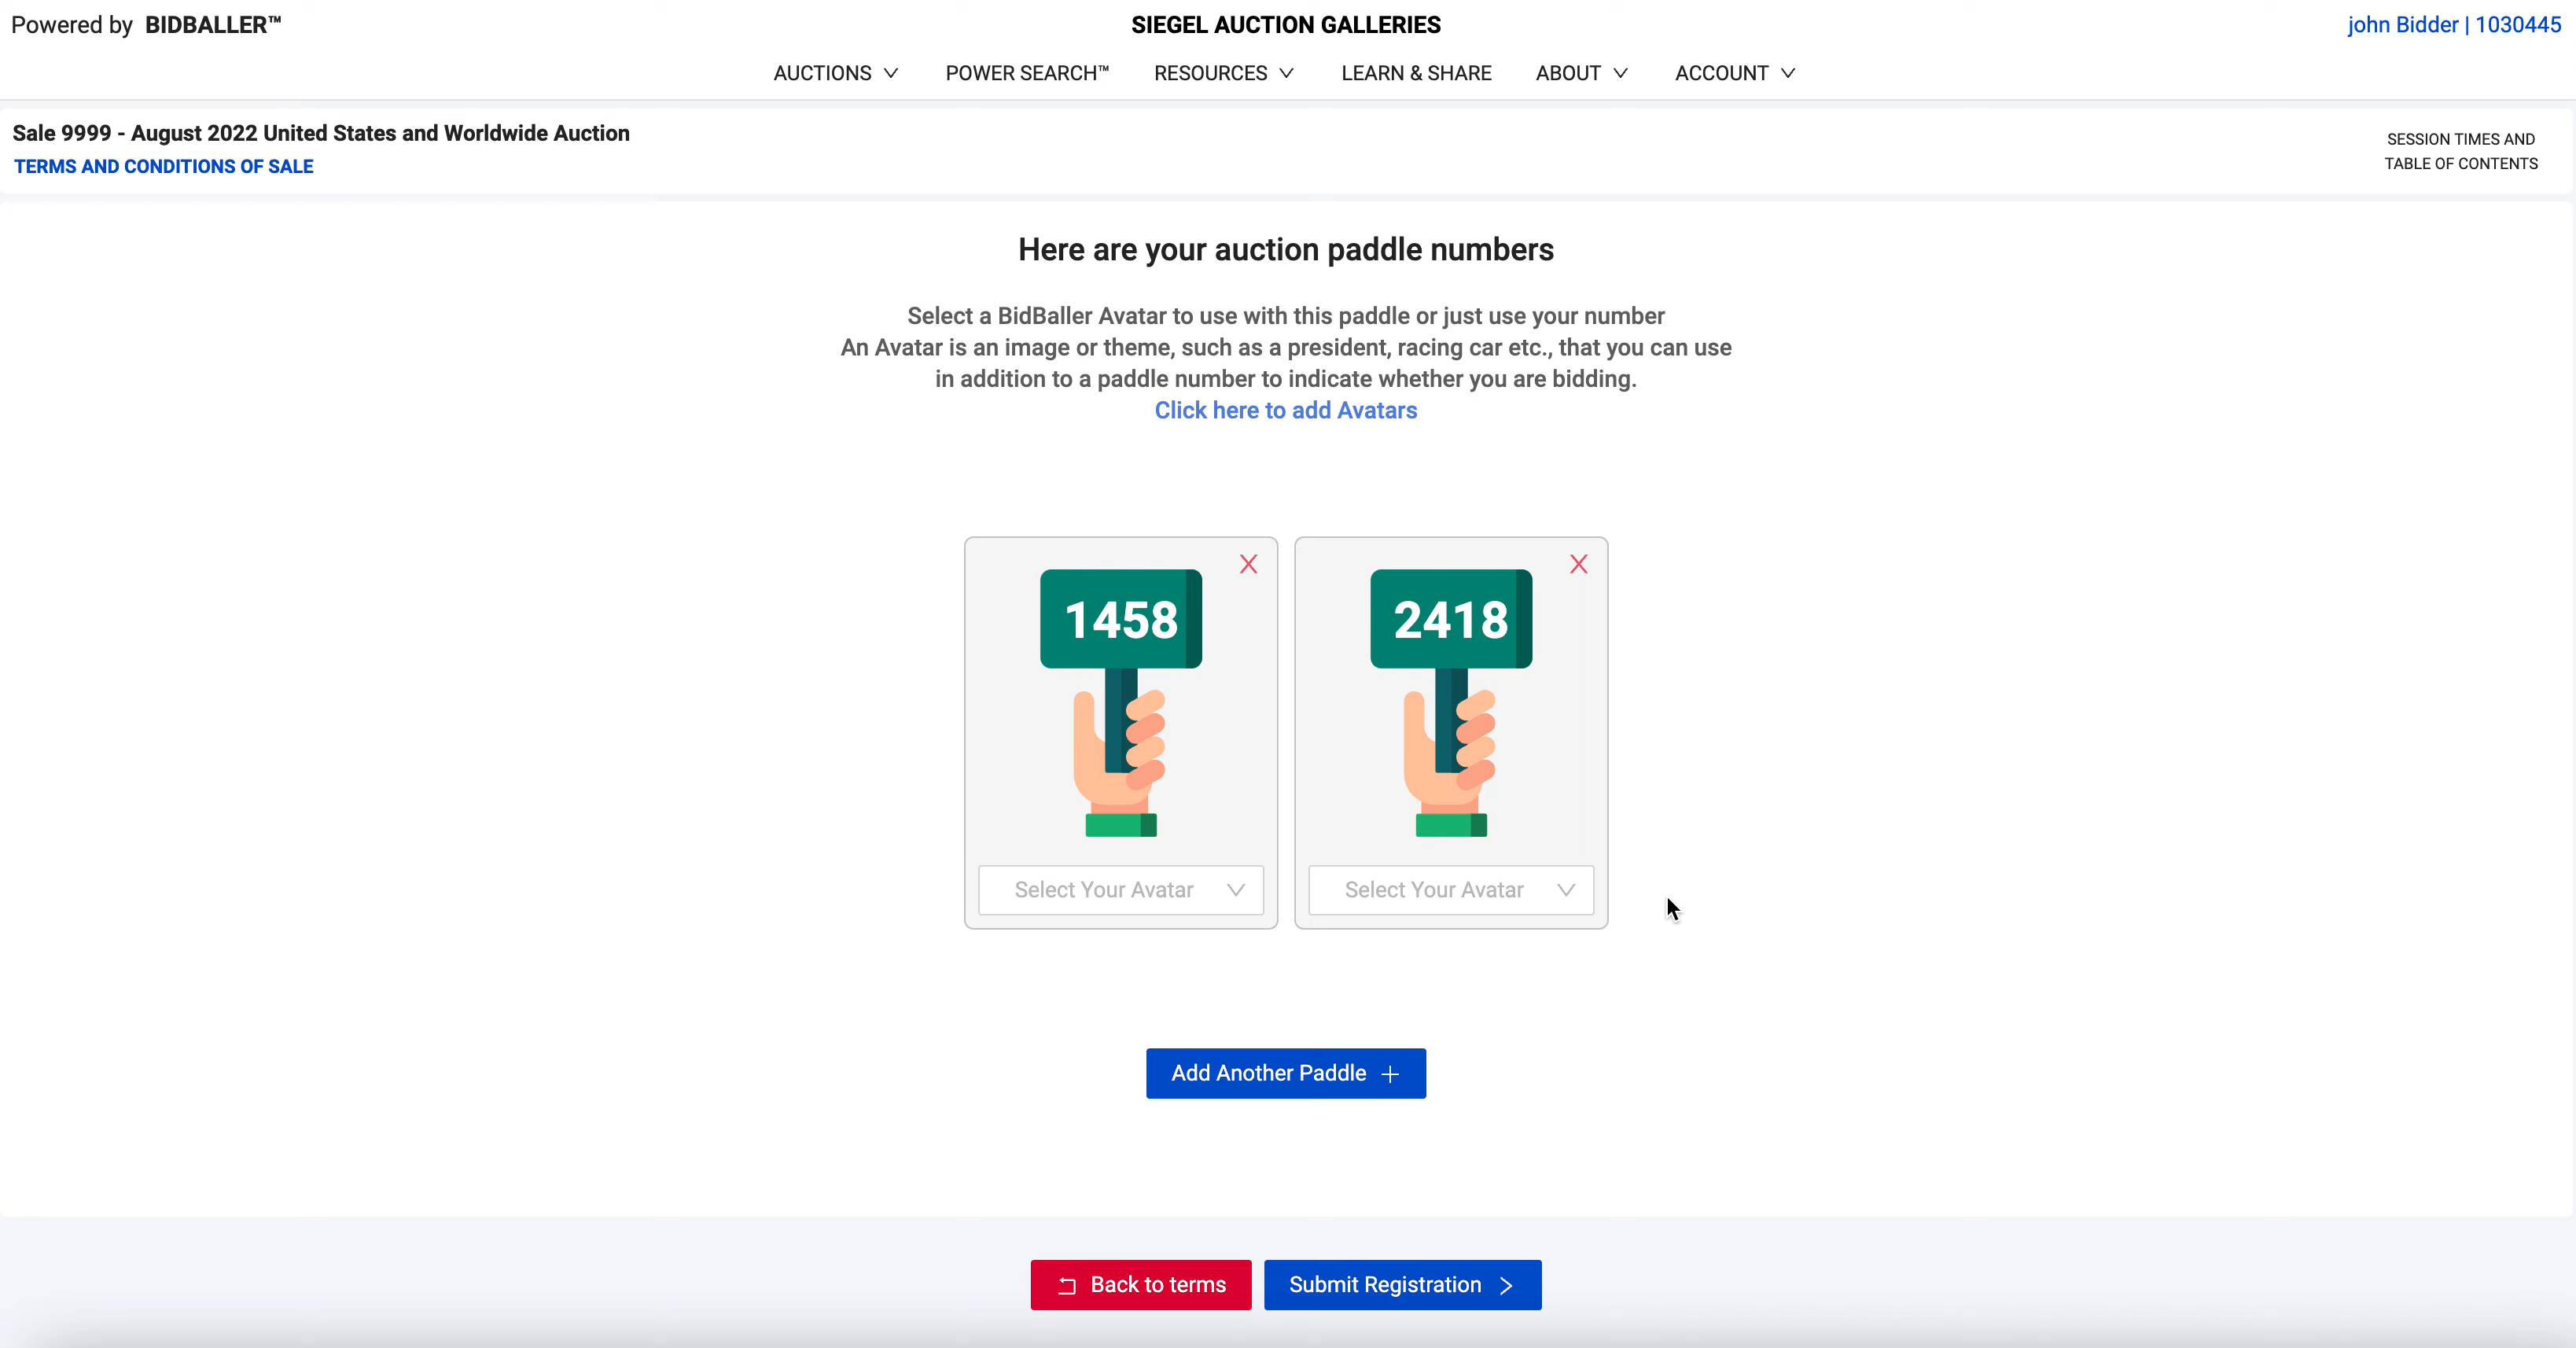 Powered by BIDBALLER™
SIEGEL AUCTION GALLERIES
john Bidder | 1030445
AUCTIONS
POWER SEARCH™
RESOURCES
LEARN & SHARE
ABOUT
ACCOUNT
Sale 9999 - August 2022 United States and Worldwide Auction
TERMS AND CONDITIONS OF SALE
SESSION TIMES AND
TABLE OF CONTENTS
Here are your auction paddle numbers
Select a BidBaller Avatar to use with this paddle or just use your number
An Avatar is an image or theme, such as a president, racing car etc., that you can use
in addition to a paddle number to indicate whether you are bidding.
Click here to add Avatars
1458
Select Your Avatar
2418
Select Your Avatar
Add Another Paddle +
Back to terms
Submit Registration